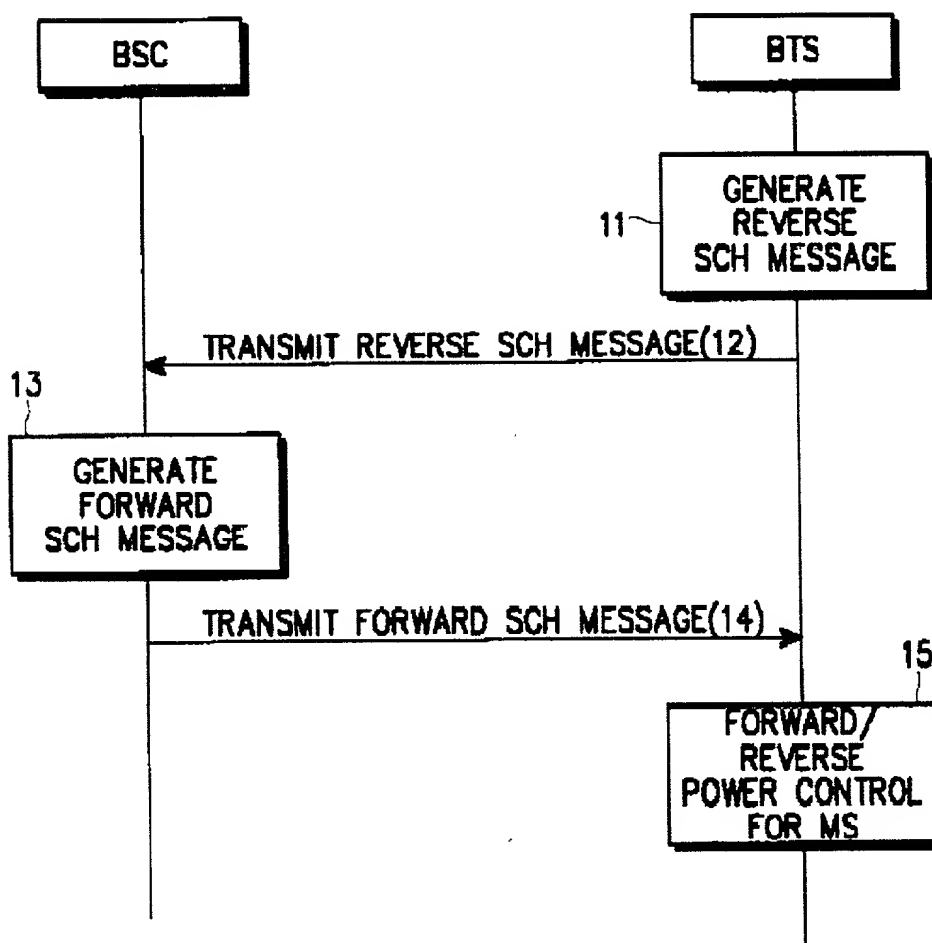 BSC
BTS
11
GENERATE
REVERSE
SCH MESSAGE
TRANSMIT REVERSE SCH MESSAGE(12)
13
GENERATE
FORWARD
SCH MESSAGE
TRANSMIT FORWARD SCH MESSAGE(14)
15
FORWARD/
REVERSE
POWER CONTROL
FOR MS